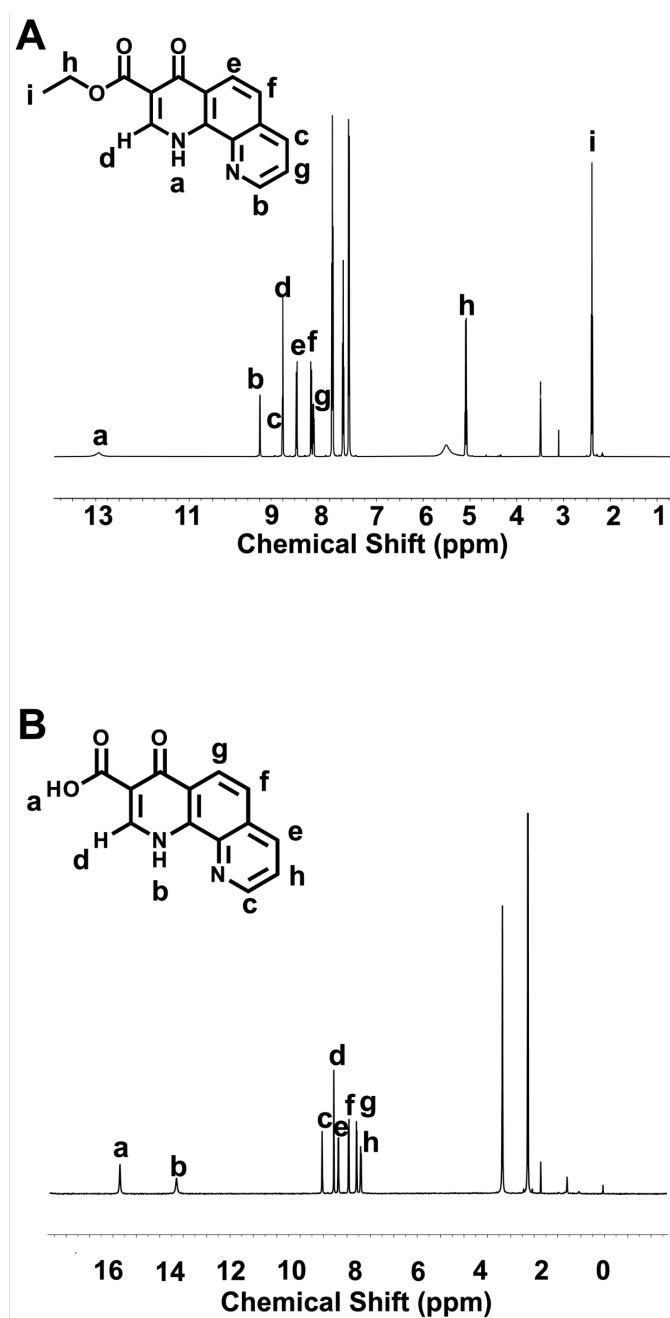 A
O O
h e
i O f
H c
d N N g
H
a b
i
d
h
e f
b
g
c
a
13 11 9 8 7 6 5 4 3 2 1
Chemical Shift (ppm)
B
O O g
HO f
a
H e
d N N h
H
b c
d
f g
c e
h
a
b
16 14 12 10 8 6 4 2 0
Chemical Shift (ppm)